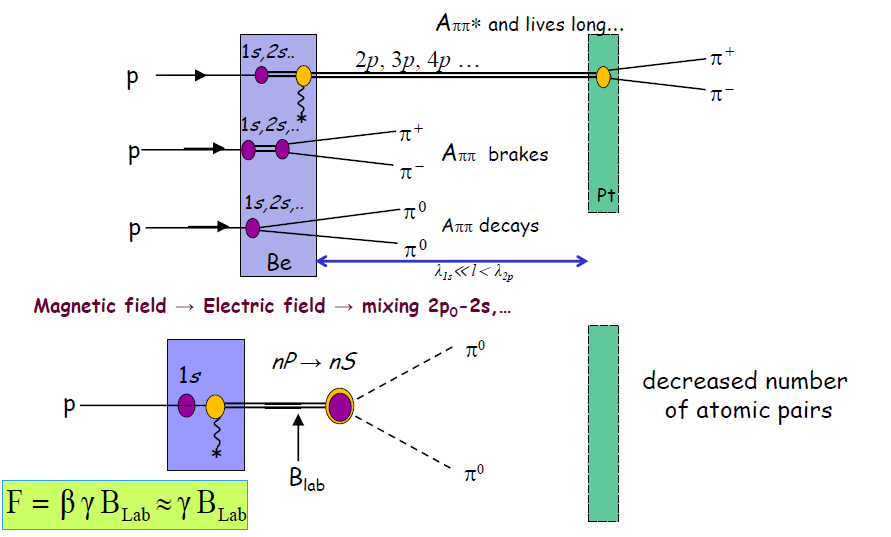 Aππ* and lives long...
1s,2s..
2p, 3p, 4p ...
p
π+
π−
*
1s,2s,..
p
π+
π−
Aππ brakes
Pt
1s,2s,..
p
π0
π0
Aππ decays
Be
λ1s≪l<λ2p
Magnetic field → Electric field → mixing 2p0-2s,...
nP → nS
π0
1s
p
decreased number
of atomic pairs
*
Blab
π0
F = β γ BLab ≈ γ BLab